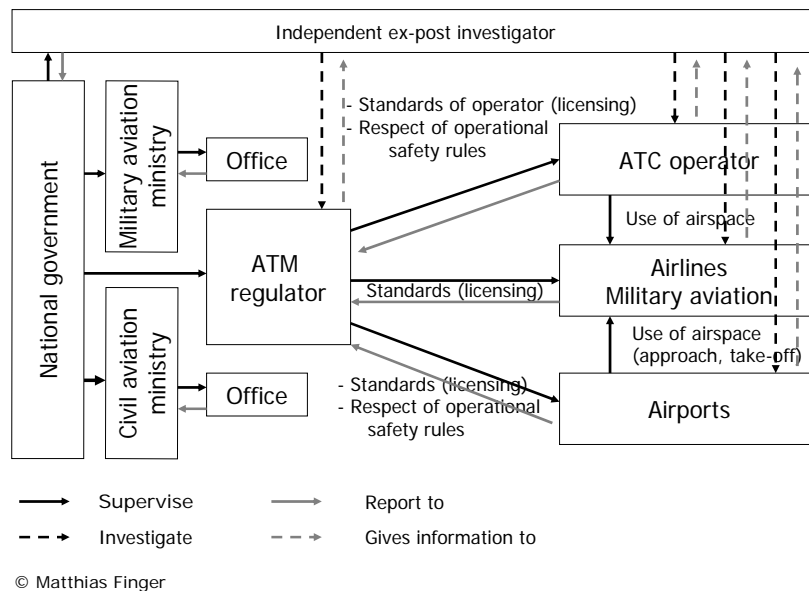 Independent ex-post investigator
National government
Military aviation
ministry
Office
- Standards of operator (licensing)
- Respect of operational
safety rules
ATC operator
Use of airspace
ATM
regulator
Standards (licensing)
Airlines
Military aviation
Use of airspace
(approach, take-off)
Civil aviation
ministry
Office
- Standards (licensing)
- Respect of operational
safety rules
Airports
Supervise
Report to
Investigate
Gives information to
© Matthias Finger